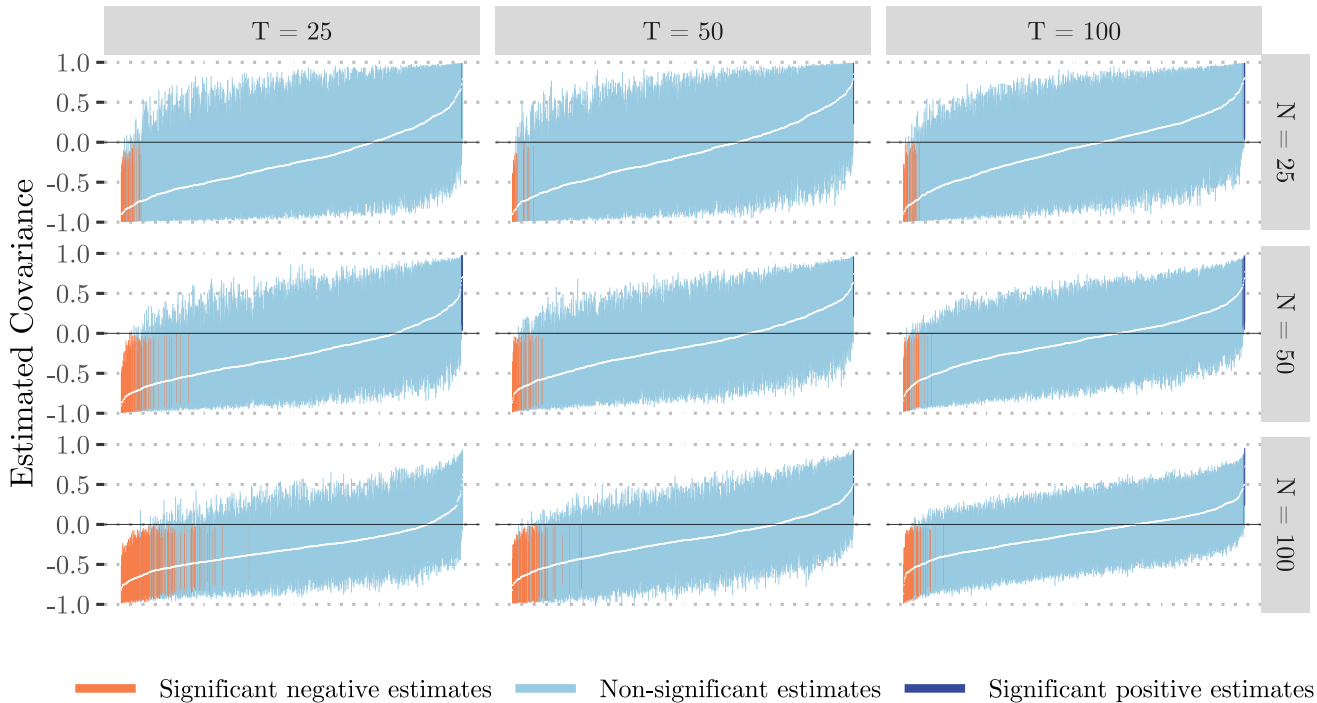 T = 25
T = 50
T = 100
Estimated Covariance
1.0
0.5
0.0
-0.5
-1.0
N = 25
1.0
0.5
0.0
-0.5
-1.0
N = 50
1.0
0.5
0.0
-0.5
-1.0
N = 100
Significant negative estimates
Non-significant estimates
Significant positive estimates